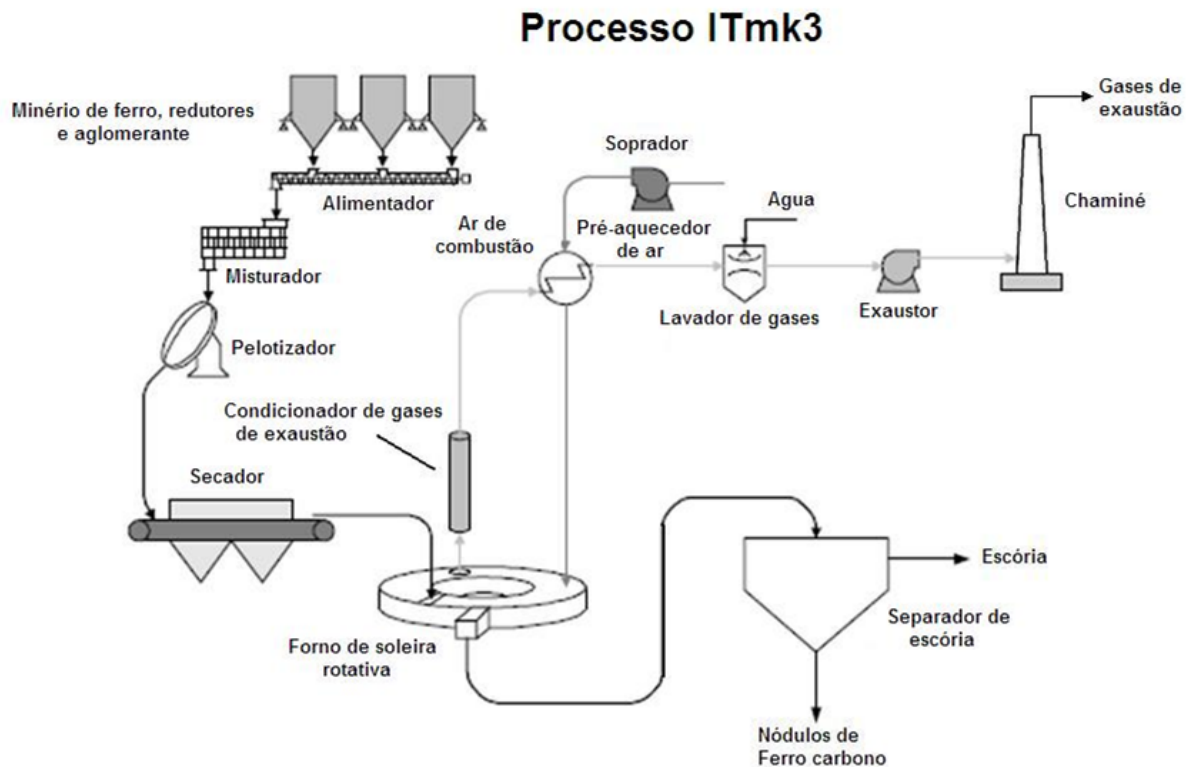 Processo ITmk3
Minério de ferro, redutores
e aglomerante
Alimentador
Misturador
Pelotizador
Secador
Condicionador de gases
de exaustão
Ar de
combustão
Soprador
Pré-aquecedor
de ar
Agua
Lavador de gases
Exaustor
Gases de
exaustão
Chaminé
Forno de soleira
rotativa
Escória
Separador de
escória
Nódulos de
Ferro carbono